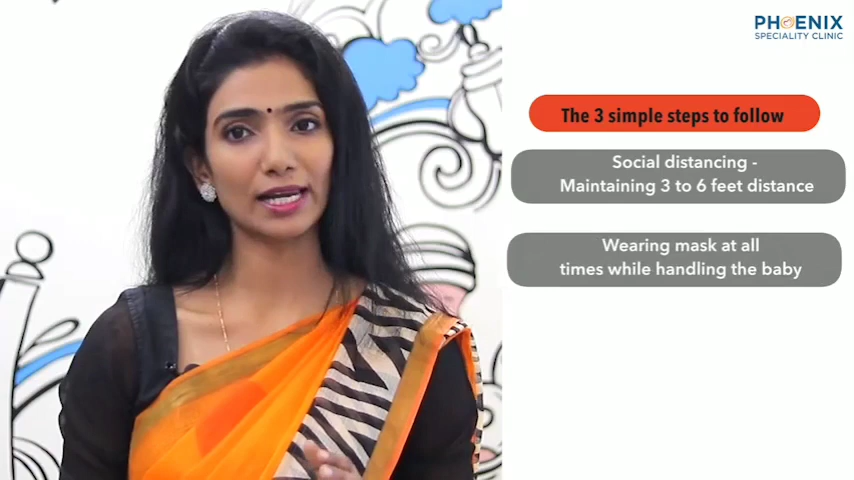 PHOENIX
SPECIALITY CLINIC
The 3 simple steps to follow
Social distancing -
Maintaining 3 to 6 feet distance
Wearing mask at all
times while handling the baby